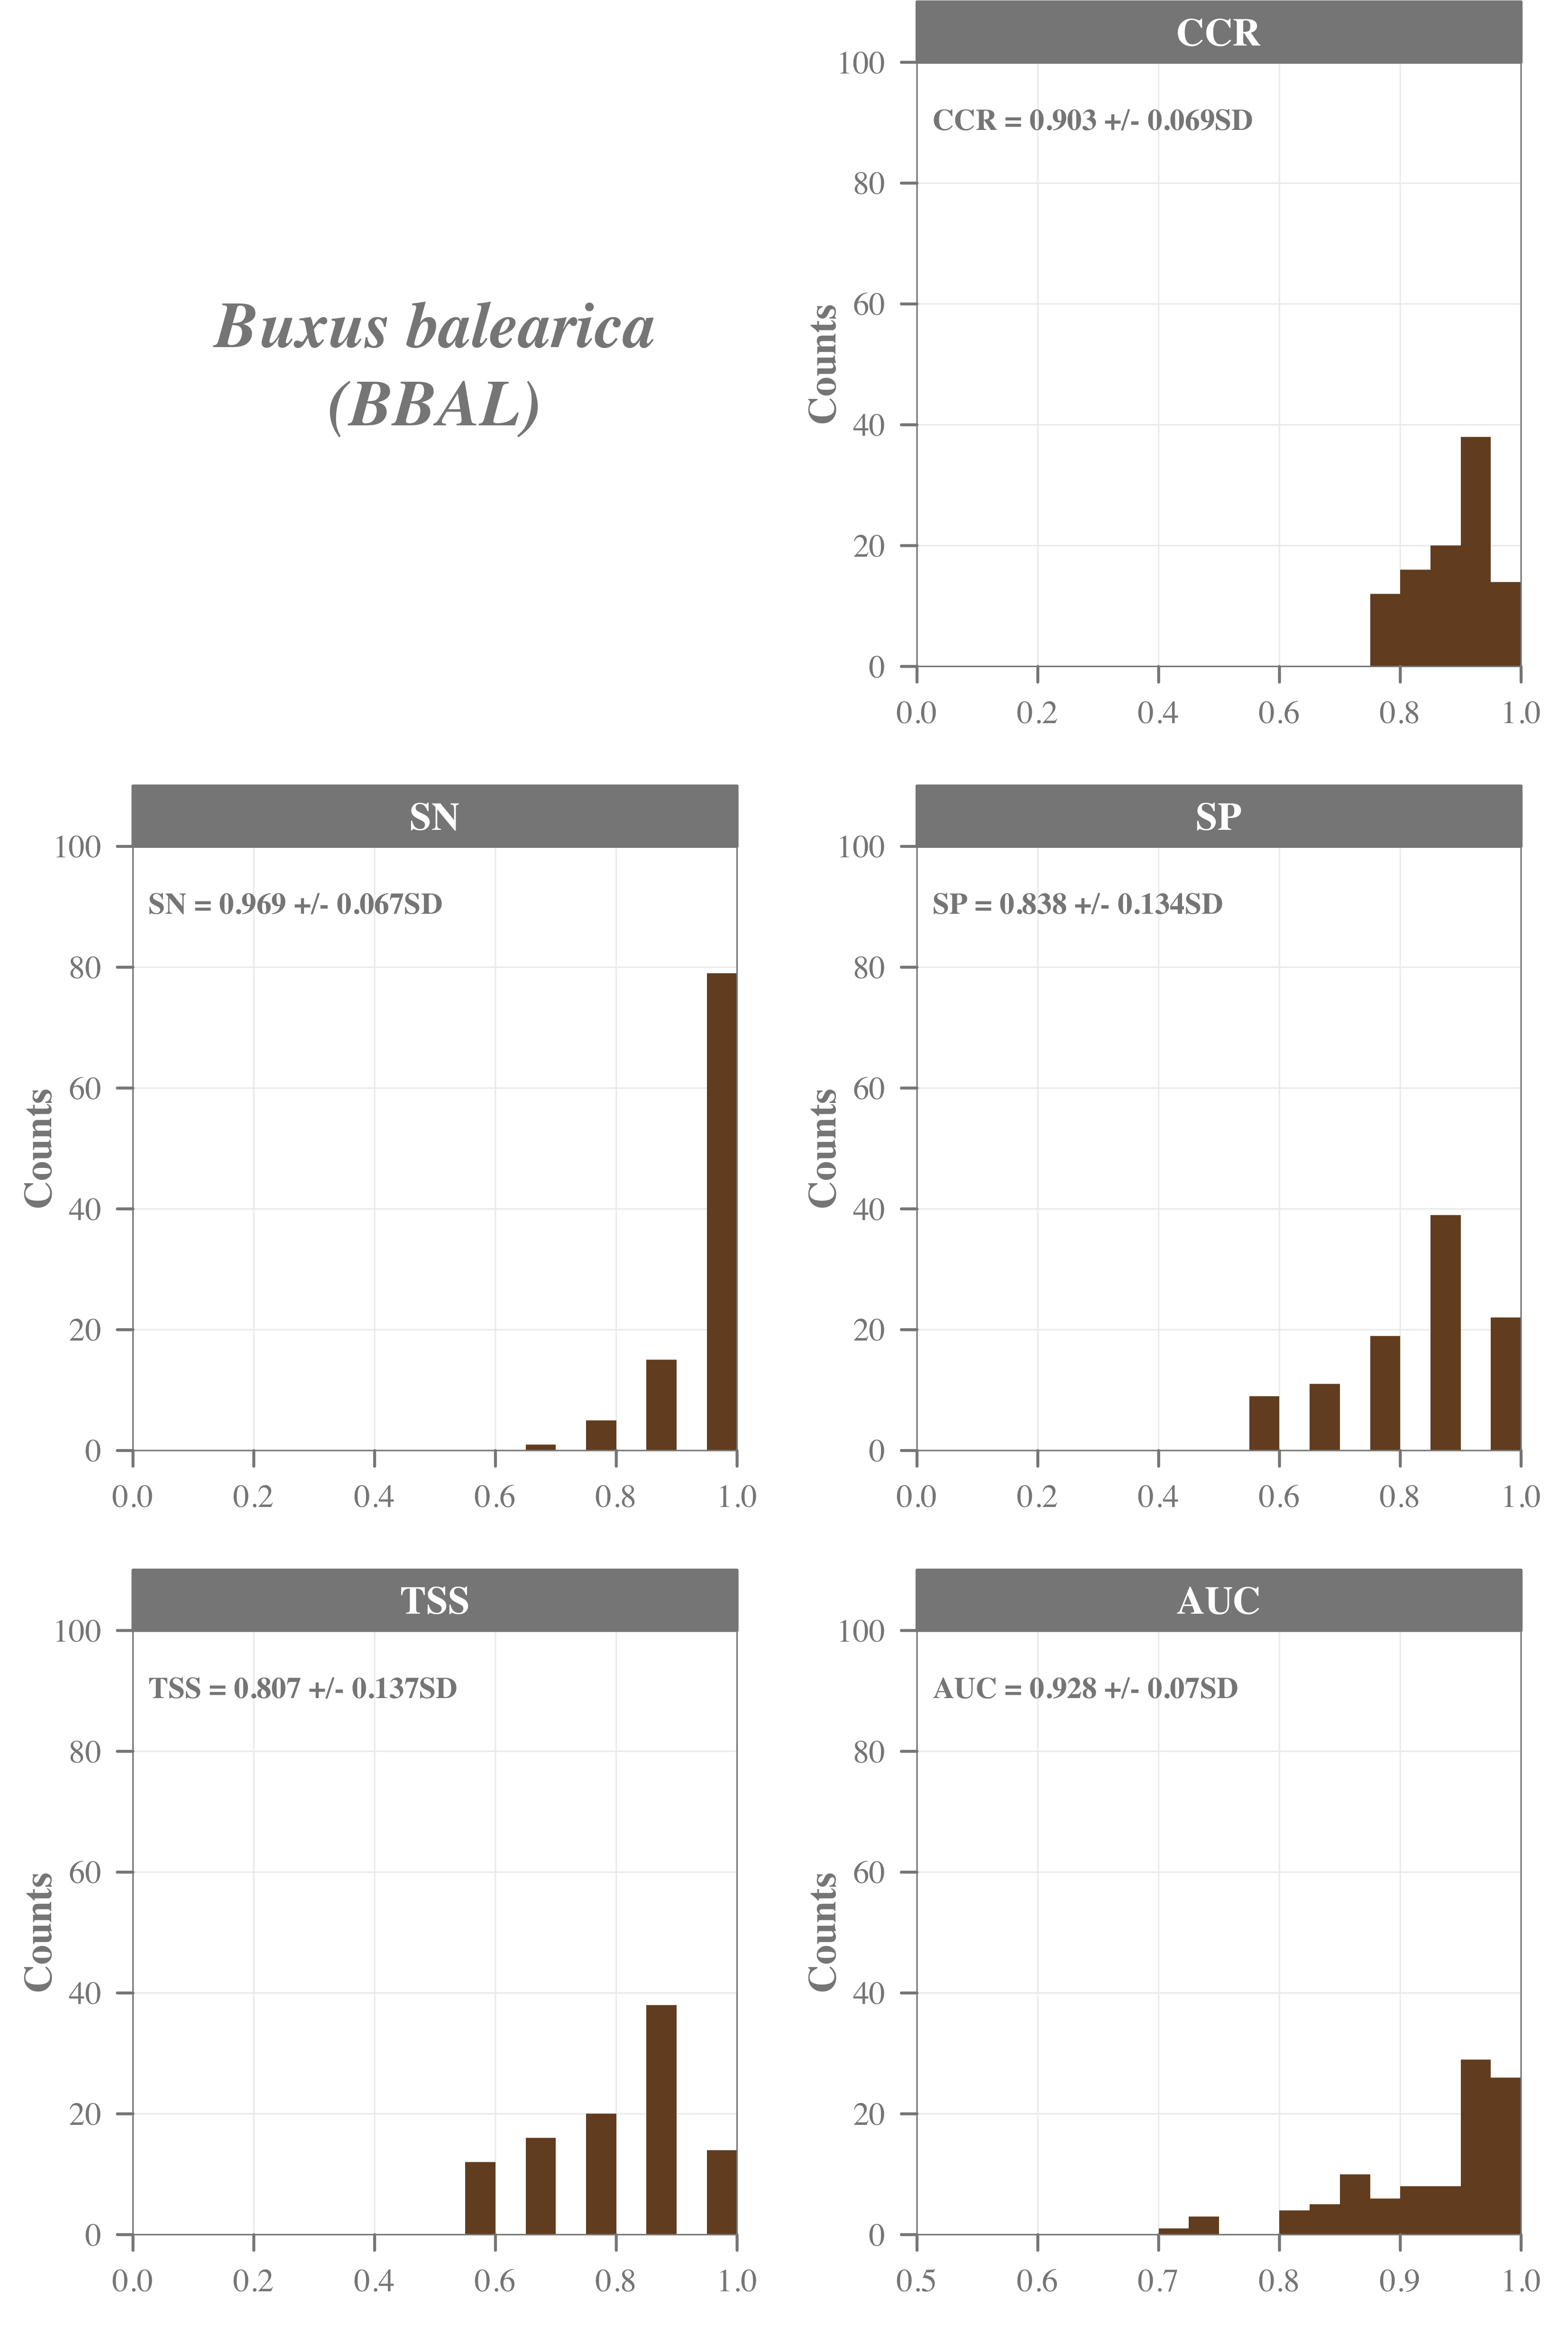 Buxus balearica
(BBAL)
CCR
CCR = 0.903 +/- 0.069SD
Counts
100
80
60
40
20
0
0.0 0.2 0.4 0.6 0.8 1.0
SN
SN = 0.969 +/- 0.067SD
Counts
100
80
60
40
20
0
0.0 0.2 0.4 0.6 0.8 1.0
SP
SP = 0.838 +/- 0.134SD
Counts
100
80
60
40
20
0
0.0 0.2 0.4 0.6 0.8 1.0
TSS
TSS = 0.807 +/- 0.137SD
Counts
100
80
60
40
20
0
0.0 0.2 0.4 0.6 0.8 1.0
AUC
AUC = 0.928 +/- 0.07SD
Counts
100
80
60
40
20
0
0.5 0.6 0.7 0.8 0.9 1.0